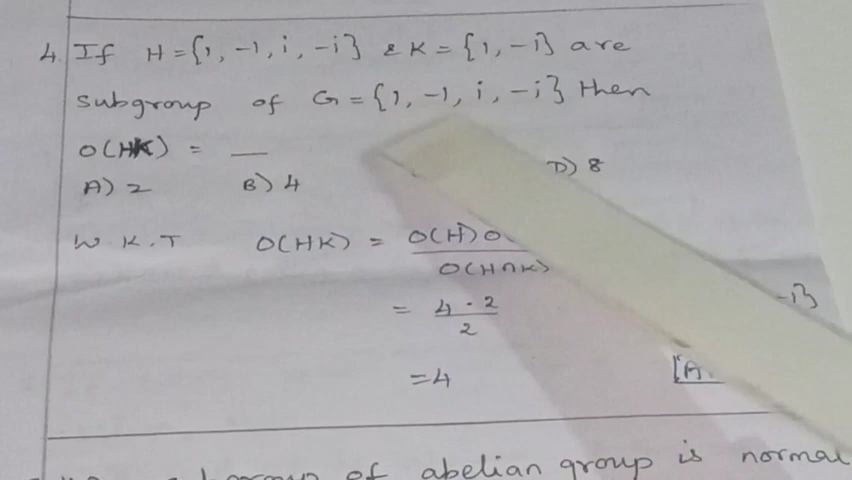 4. If H = {1, -1, i, -i} & K = {1, -1} are
subgroup of G = {1, -1, i, -i} then
O(HK) = __
A) 2 B) 4 D) 8
W.K.T O(HK) = O(H) O(
O(H∩K)
= 4 · 2
2
= 4
of abelian group is normal